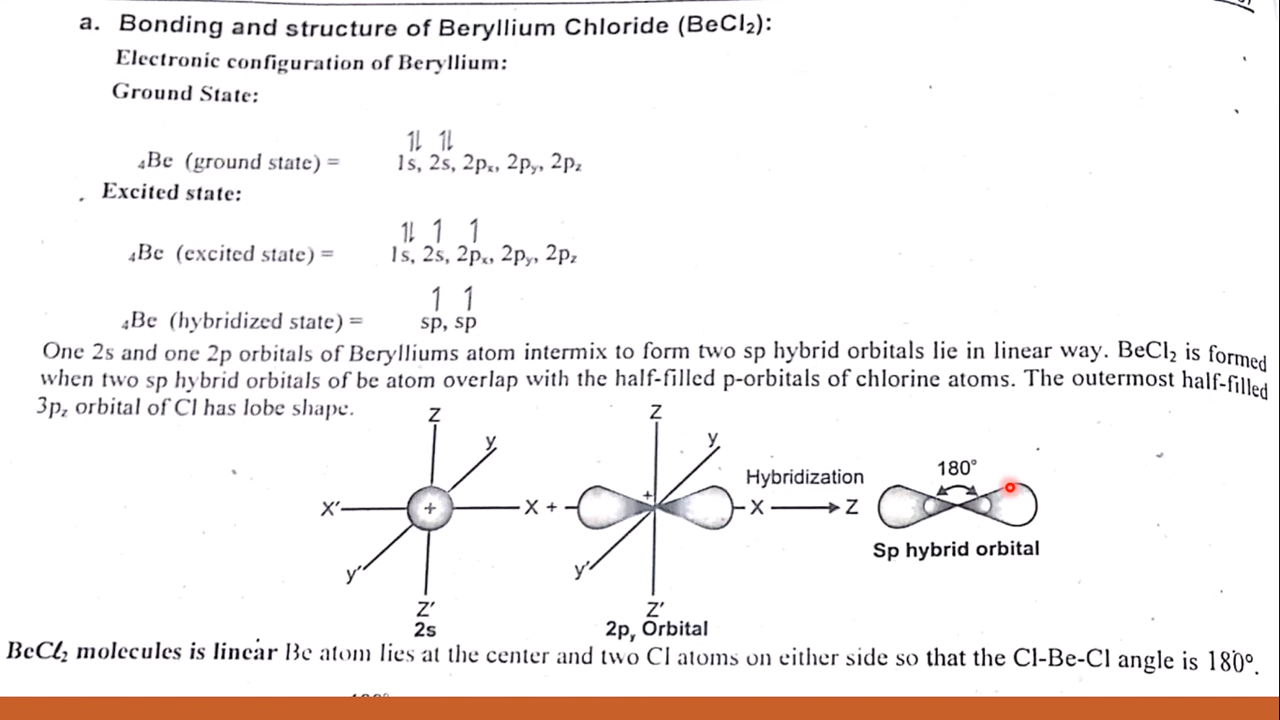 a. Bonding and structure of Beryllium Chloride (BeCl₂):
Electronic configuration of Beryllium:
Ground State:
⥮ ⥮
₄Be (ground state) = 1s, 2s, 2pₓ, 2pᵧ, 2p_z
Excited state:
⥮ 1 1
₄Be (excited state) = 1s, 2s, 2pₓ, 2pᵧ, 2p_z
1 1
₄Be (hybridized state) = sp, sp
One 2s and one 2p orbitals of Berylliums atom intermix to form two sp hybrid orbitals lie in linear way. BeCl₂ is formed
when two sp hybrid orbitals of be atom overlap with the half-filled p-orbitals of chlorine atoms. The outermost half-filled
3p_z orbital of Cl has lobe shape.
Z Z
y y
Hybridization 180°
X' + X + + X Z
Sp hybrid orbital
y' y'
Z' Z'
2s 2p, Orbital
BeCl₂ molecules is linear Be atom lies at the center and two Cl atoms on either side so that the Cl-Be-Cl angle is 180°.